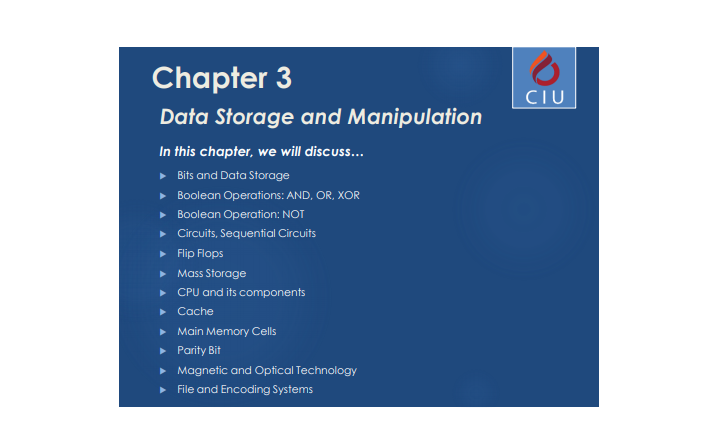 Chapter 3
CIU
Data Storage and Manipulation
In this chapter, we will discuss...
Bits and Data Storage
Boolean Operations: AND, OR, XOR
Boolean Operation: NOT
Circuits, Sequential Circuits
Flip Flops
Mass Storage
CPU and its components
Cache
Main Memory Cells
Parity Bit
Magnetic and Optical Technology
File and Encoding Systems